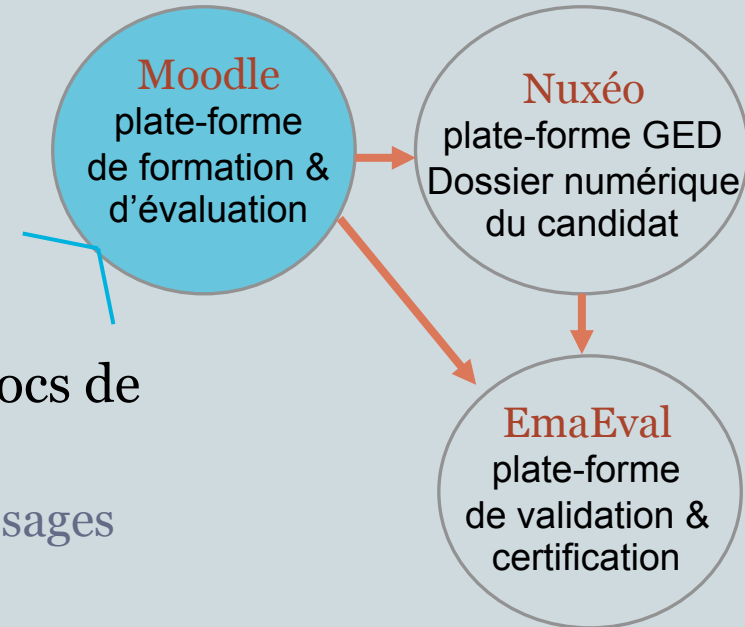 Moodle
plate-forme
de formation &
d’évaluation
Nuxéo
plate-forme GED
Dossier numérique
du candidat
ocs de
sages
EmaEval
plate-forme
de validation &
certification